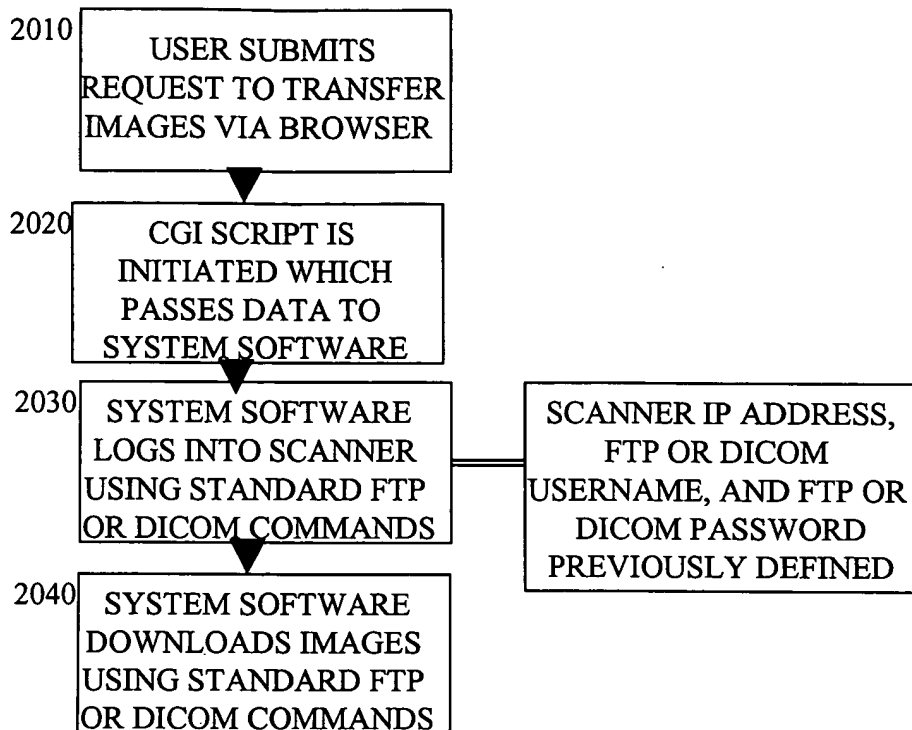 2010
USER SUBMITS
REQUEST TO TRANSFER
IMAGES VIA BROWSER
2020
CGI SCRIPT IS
INITIATED WHICH
PASSES DATA TO
SYSTEM SOFTWARE
2030
SYSTEM SOFTWARE
LOGS INTO SCANNER
USING STANDARD FTP
OR DICOM COMMANDS
SCANNER IP ADDRESS,
FTP OR DICOM
USERNAME, AND FTP OR
DICOM PASSWORD
PREVIOUSLY DEFINED
2040
SYSTEM SOFTWARE
DOWNLOADS IMAGES
USING STANDARD FTP
OR DICOM COMMANDS